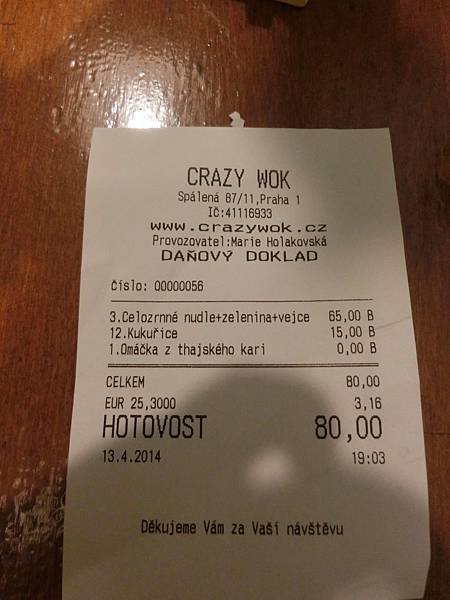 CRAZY WOK
Spálená 87/11,Praha 1
IČ:41116933
www.crazywok.cz
Provozovatel:Marie Holakovská
DAŇOVÝ DOKLAD
číslo: 00000056
3.Celozrnné nudle+zelenina+vejce 65,00 B
12.Kukuřice 15,00 B
1.Omáčka z thajského kari 0,00 B
CELKEM 80,00
EUR 25,3000 3,16
HOTOVOST 80,00
13.4.2014 19:03
Děkujeme Vám za Vaší návštěvu